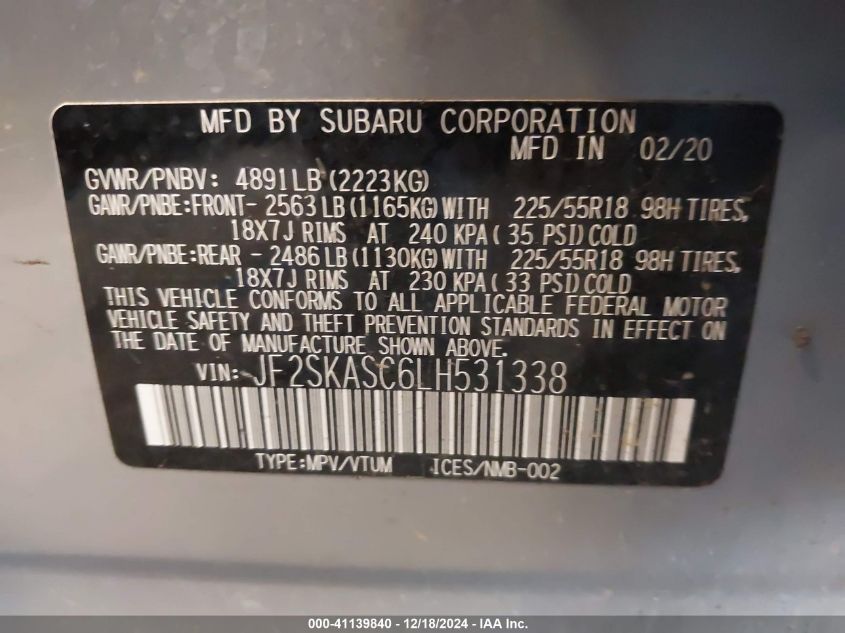 MFD BY SUBARU CORPORATION
MFD IN 02/20
GVWR/PNBV: 4891LB(2223KG)
GAWR/PNBE:FRONT- 2563LB(1165KG)WITH 225/55R18 98H TIRES,
18X7J RIMS AT 240 KPA(35 PSI)COLD
GAWR/PNBE:REAR - 2486LB(1130KG)WITH 225/55R18 98H TIRES,
18X7J RIMS AT 230 KPA(33 PSI)COLD
THIS VEHICLE CONFORMS TO ALL APPLICABLE FEDERAL MOTOR
VEHICLE SAFETY AND THEFT PREVENTION STANDARDS IN EFFECT ON
THE DATE OF MANUFACTURE SHOWN ABOVE.
VIN: JF2SKASC6LH531338
TYPE:MPV/VTUM ICES/NMB-002
000-41139840 - 12/18/2024 - IAA Inc.